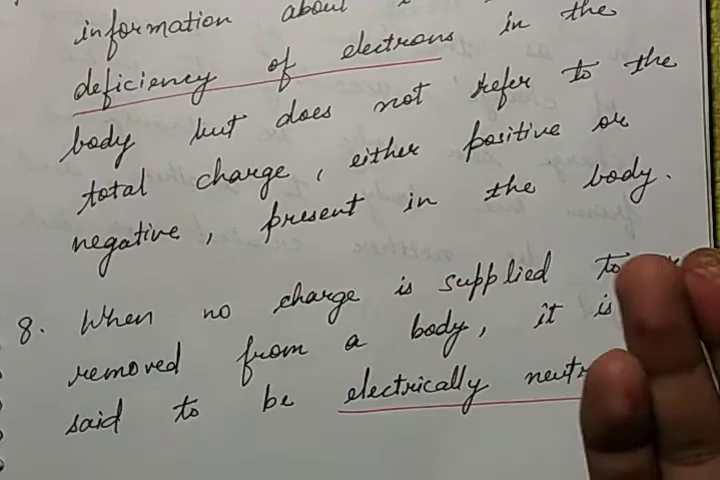 information about
deficiency of electrons in the
body but does not refer to the
total charge, either positive or
negative, present in the body.
8. When no charge is supplied to
removed from a body, it is
said to be electrically